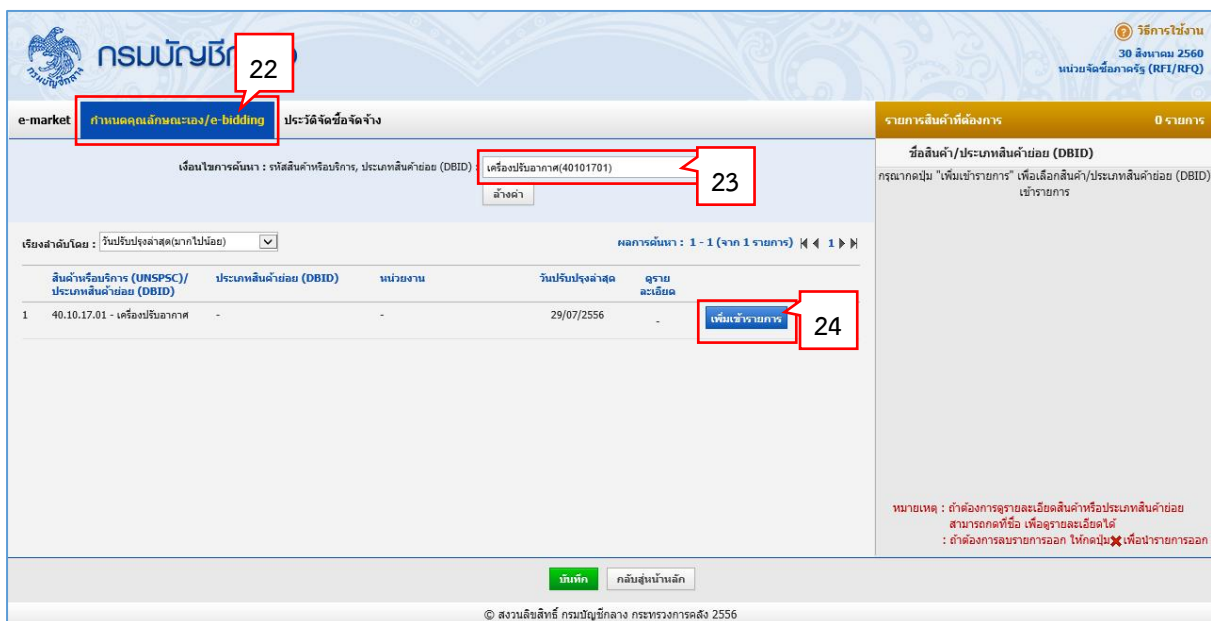 กรมบัญชีก
วิธีการใช้งาน
30 สิงหาคม 2560
หน่วยจัดซื้อภาครัฐ (RFI/RFQ)
22
e-market กำหนดคุณลักษณะเอง/e-bidding ประวัติจัดซื้อจัดจ้าง
รายการสินค้าที่ต้องการ 0 รายการ
เงื่อนไขการค้นหา : รหัสสินค้าหรือบริการ, ประเภทสินค้าย่อย (DBID) : เครื่องปรับอากาศ(40101701)
23
ล้างค่า
ชื่อสินค้า/ประเภทสินค้าย่อย (DBID)
กรุณากดปุ่ม "เพิ่มเข้ารายการ" เพื่อเลือกสินค้า/ประเภทสินค้าย่อย (DBID)
เข้ารายการ
เรียงลำดับโดย : วันปรับปรุงล่าสุด(มากไปน้อย)
ผลการค้นหา : 1 - 1 (จาก 1 รายการ) 1
สินค้าหรือบริการ (UNSPSC)/ ประเภทสินค้าย่อย (DBID) หน่วยงาน วันปรับปรุงล่าสุด ดูราย
ประเภทสินค้าย่อย (DBID) ละเอียด
1 40.10.17.01 - เครื่องปรับอากาศ - - 29/07/2556 - เพิ่มเข้ารายการ
24
หมายเหตุ : ถ้าต้องการดูรายละเอียดสินค้าหรือประเภทสินค้าย่อย
สามารถกดที่ชื่อ เพื่อดูรายละเอียดได้
: ถ้าต้องการลบรายการออก ให้กดปุ่ม เพื่อนำรายการออก
บันทึก กลับสู่หน้าหลัก
© สงวนลิขสิทธิ์ กรมบัญชีกลาง กระทรวงการคลัง 2556